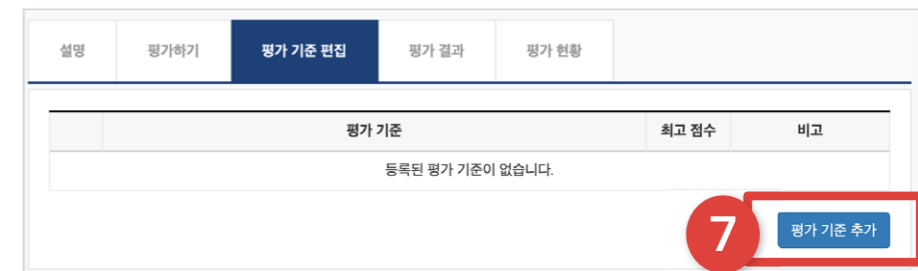 설명 평가하기 평가 기준 편집 평가 결과 평가 현황
평가 기준 최고 점수 비고
등록된 평가 기준이 없습니다.
7 평가 기준 추가